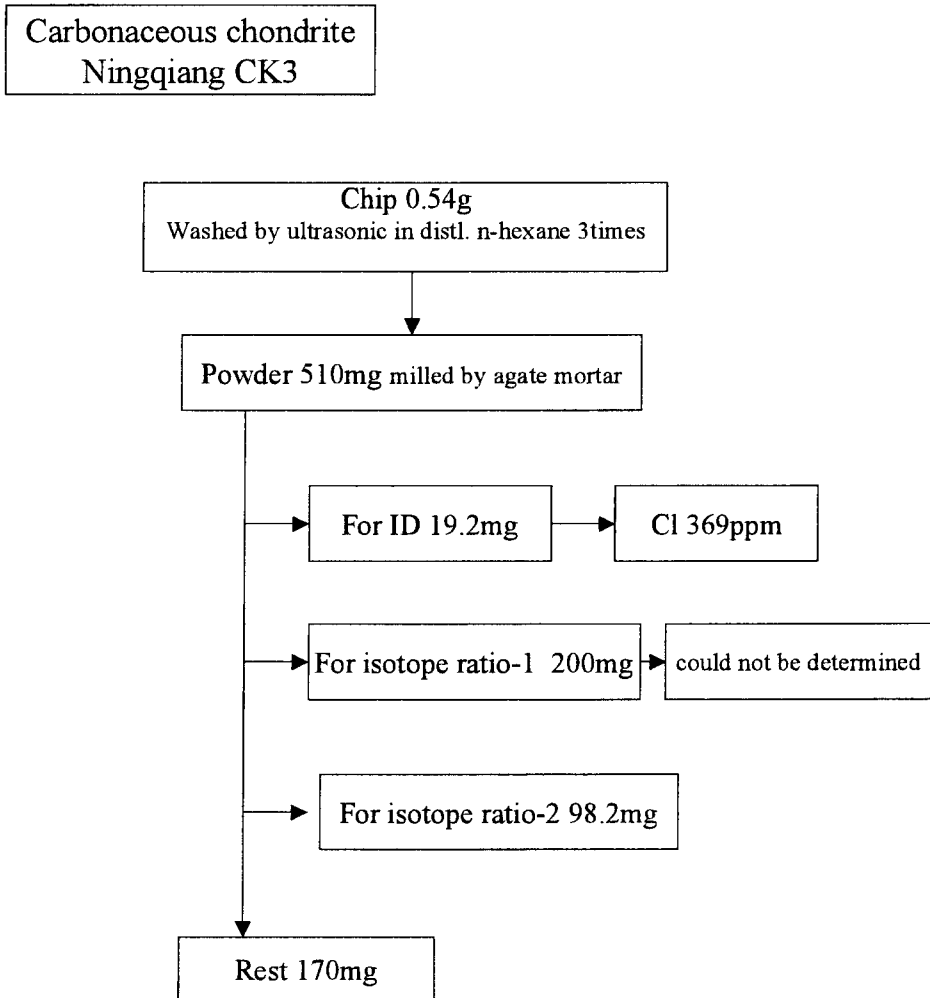 Carbonaceous chondrite
Ningqiang CK3
Chip 0.54g
Washed by ultrasonic in distl. n-hexane 3times
Powder 510mg milled by agate mortar
For ID 19.2mg
Cl 369ppm
For isotope ratio-1 200mg
could not be determined
For isotope ratio-2 98.2mg
Rest 170mg